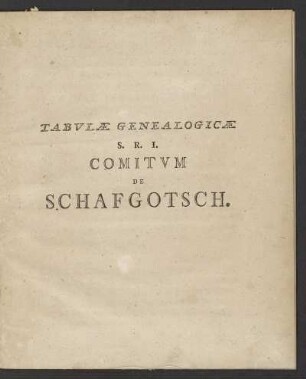 TABVLÆ GENEALOGICÆ
S. R. I.
COMITVM
DE
SCHAFGOTSCH.